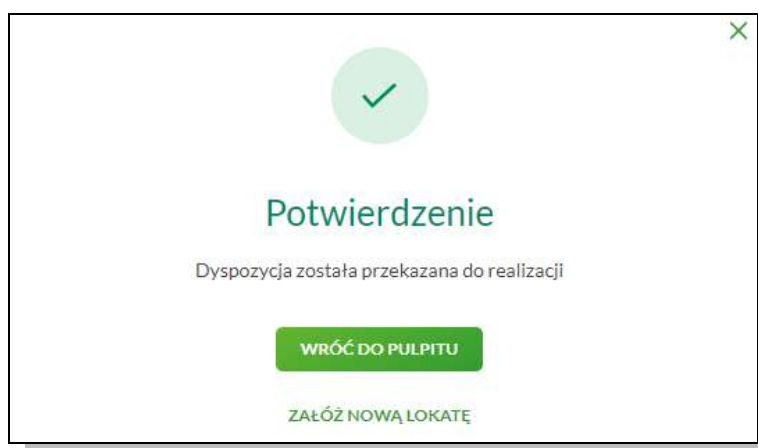 Potwierdzenie
Dyspozycja została przekazana do realizacji
WRÓĆ DO PULPITU
ZAŁÓŻ NOWĄ LOKATĘ